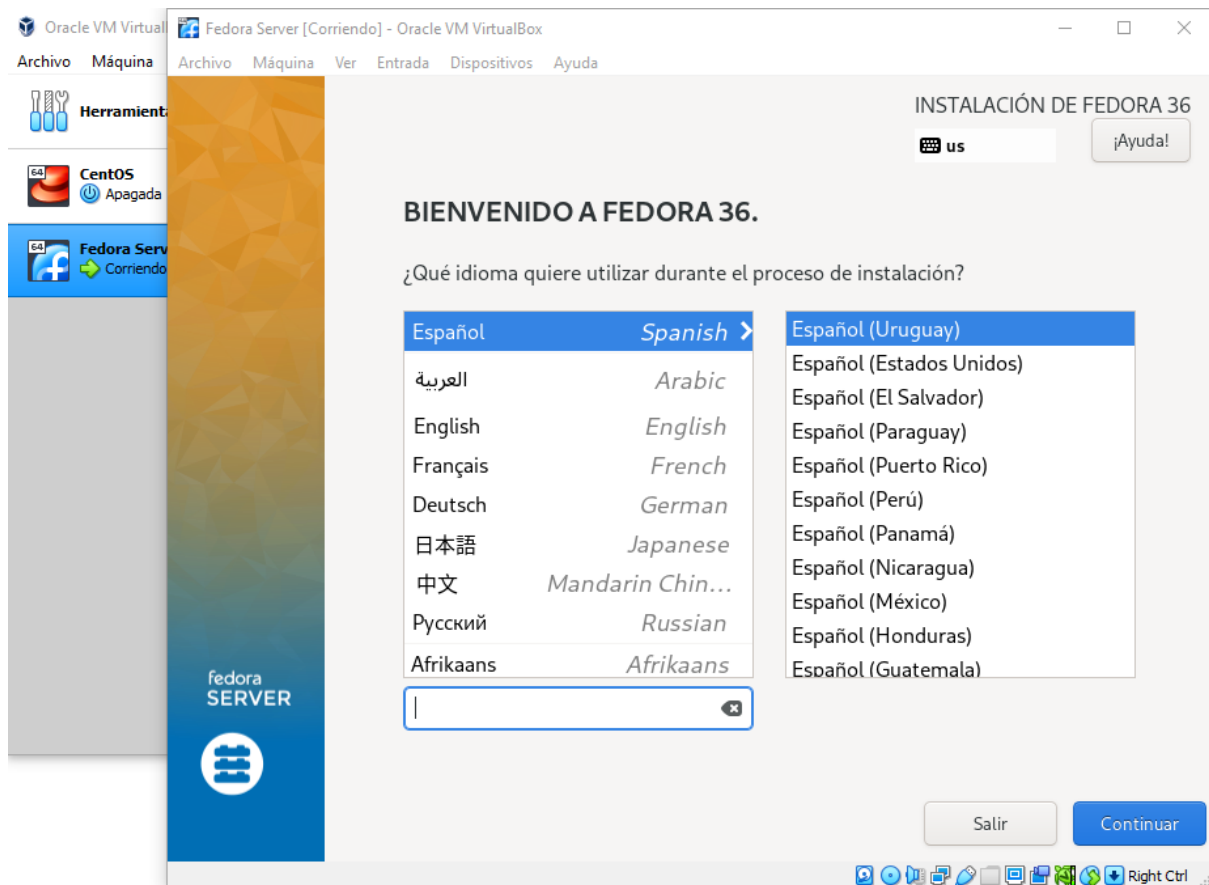 Oracle VM Virtual
Archivo Máquina
Herramient
64
CentOS
Apagada
64
Fedora Serv
Corriendo
Fedora Server [Corriendo] - Oracle VM VirtualBox
Archivo Máquina Ver Entrada Dispositivos Ayuda
INSTALACIÓN DE FEDORA 36
us
¡Ayuda!
BIENVENIDO A FEDORA 36.
¿Qué idioma quiere utilizar durante el proceso de instalación?
Español Spanish
العربية Arabic
English English
Français French
Deutsch German
日本語 Japanese
中文 Mandarin Chin...
Русский Russian
Afrikaans Afrikaans
Español (Uruguay)
Español (Estados Unidos)
Español (El Salvador)
Español (Paraguay)
Español (Puerto Rico)
Español (Perú)
Español (Panamá)
Español (Nicaragua)
Español (México)
Español (Honduras)
Español (Guatemala)
fedora
SERVER
Salir
Continuar
Right Ctrl